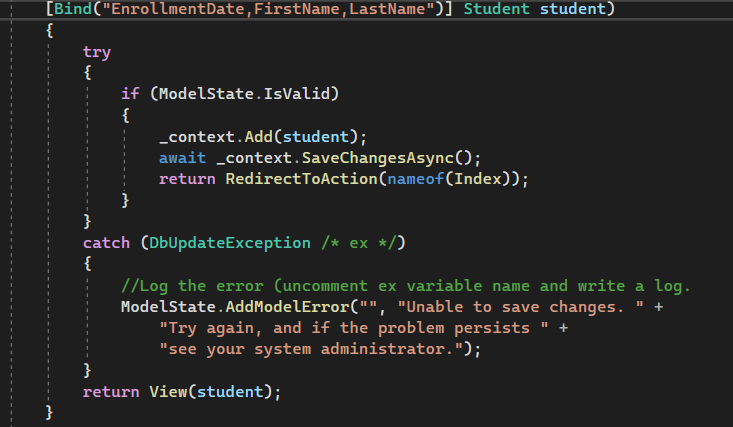 [Bind("EnrollmentDate,FirstName,LastName")] Student student)
{
try
{
if (ModelState.IsValid)
{
_context.Add(student);
await _context.SaveChangesAsync();
return RedirectToAction(nameof(Index));
}
}
catch (DbUpdateException /* ex */)
{
//Log the error (uncomment ex variable name and write a log.
ModelState.AddModelError("", "Unable to save changes. " +
"Try again, and if the problem persists " +
"see your system administrator.");
}
return View(student);
}